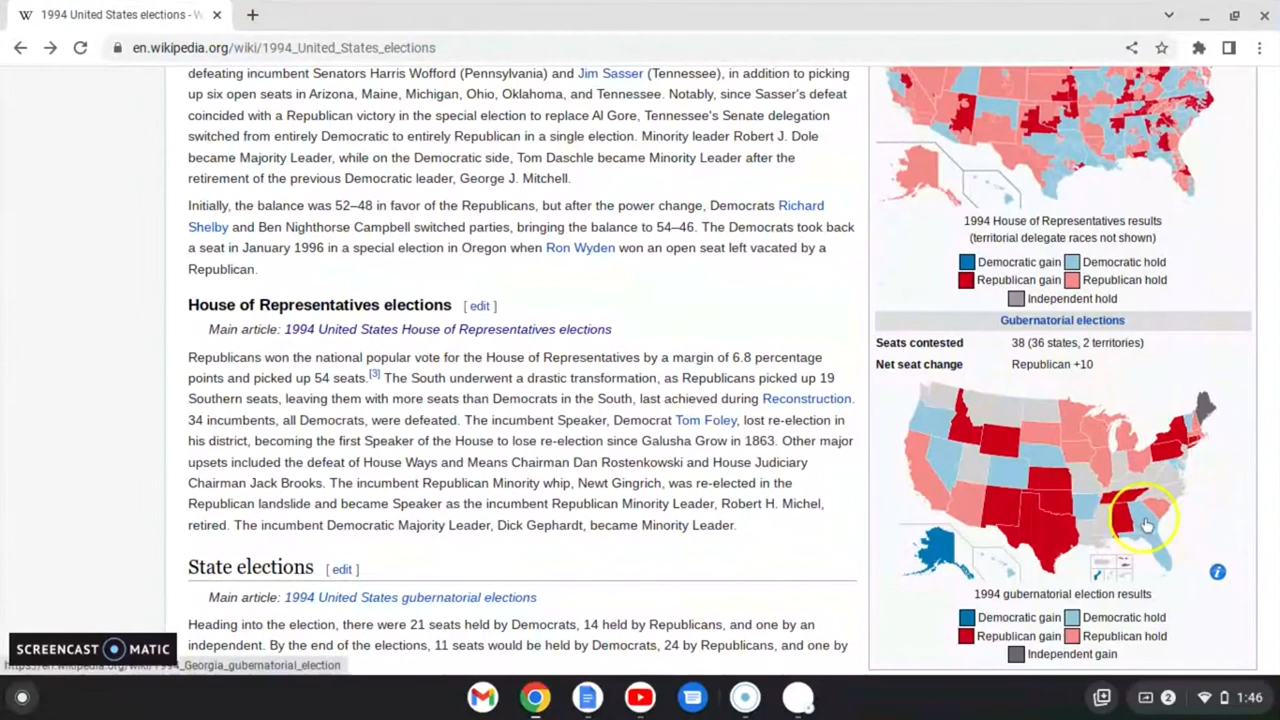 1994 United States elections - W
en.wikipedia.org/wiki/1994_United_States_elections
defeating incumbent Senators Harris Wofford (Pennsylvania) and Jim Sasser (Tennessee), in addition to picking
up six open seats in Arizona, Maine, Michigan, Ohio, Oklahoma, and Tennessee. Notably, since Sasser's defeat
coincided with a Republican victory in the special election to replace Al Gore, Tennessee's Senate delegation
switched from entirely Democratic to entirely Republican in a single election. Minority leader Robert J. Dole
became Majority Leader, while on the Democratic side, Tom Daschle became Minority Leader after the
retirement of the previous Democratic leader, George J. Mitchell.
Initially, the balance was 52–48 in favor of the Republicans, but after the power change, Democrats Richard
Shelby and Ben Nighthorse Campbell switched parties, bringing the balance to 54–46. The Democrats took back
a seat in January 1996 in a special election in Oregon when Ron Wyden won an open seat left vacated by a
Republican.
House of Representatives elections [ edit ]
Main article: 1994 United States House of Representatives elections
Republicans won the national popular vote for the House of Representatives by a margin of 6.8 percentage
points and picked up 54 seats.[3] The South underwent a drastic transformation, as Republicans picked up 19
Southern seats, leaving them with more seats than Democrats in the South, last achieved during Reconstruction.
34 incumbents, all Democrats, were defeated. The incumbent Speaker, Democrat Tom Foley, lost re-election in
his district, becoming the first Speaker of the House to lose re-election since Galusha Grow in 1863. Other major
upsets included the defeat of House Ways and Means Chairman Dan Rostenkowski and House Judiciary
Chairman Jack Brooks. The incumbent Republican Minority whip, Newt Gingrich, was re-elected in the
Republican landslide and became Speaker as the incumbent Republican Minority Leader, Robert H. Michel,
retired. The incumbent Democratic Majority Leader, Dick Gephardt, became Minority Leader.
State elections [ edit ]
Main article: 1994 United States gubernatorial elections
Heading into the election, there were 21 seats held by Democrats, 14 held by Republicans, and one by an
independent. By the end of the elections, 11 seats would be held by Democrats, 24 by Republicans, and one by
1994 House of Representatives results
(territorial delegate races not shown)
Democratic gain Democratic hold
Republican gain Republican hold
Independent hold
Gubernatorial elections
Seats contested 38 (36 states, 2 territories)
Net seat change Republican +10
i
1994 gubernatorial election results
Democratic gain Democratic hold
Republican gain Republican hold
Independent gain
SCREENCAST MATIC
https://en.wikipedia.org/wiki/1994_Georgia_gubernatorial_election
2
1:46